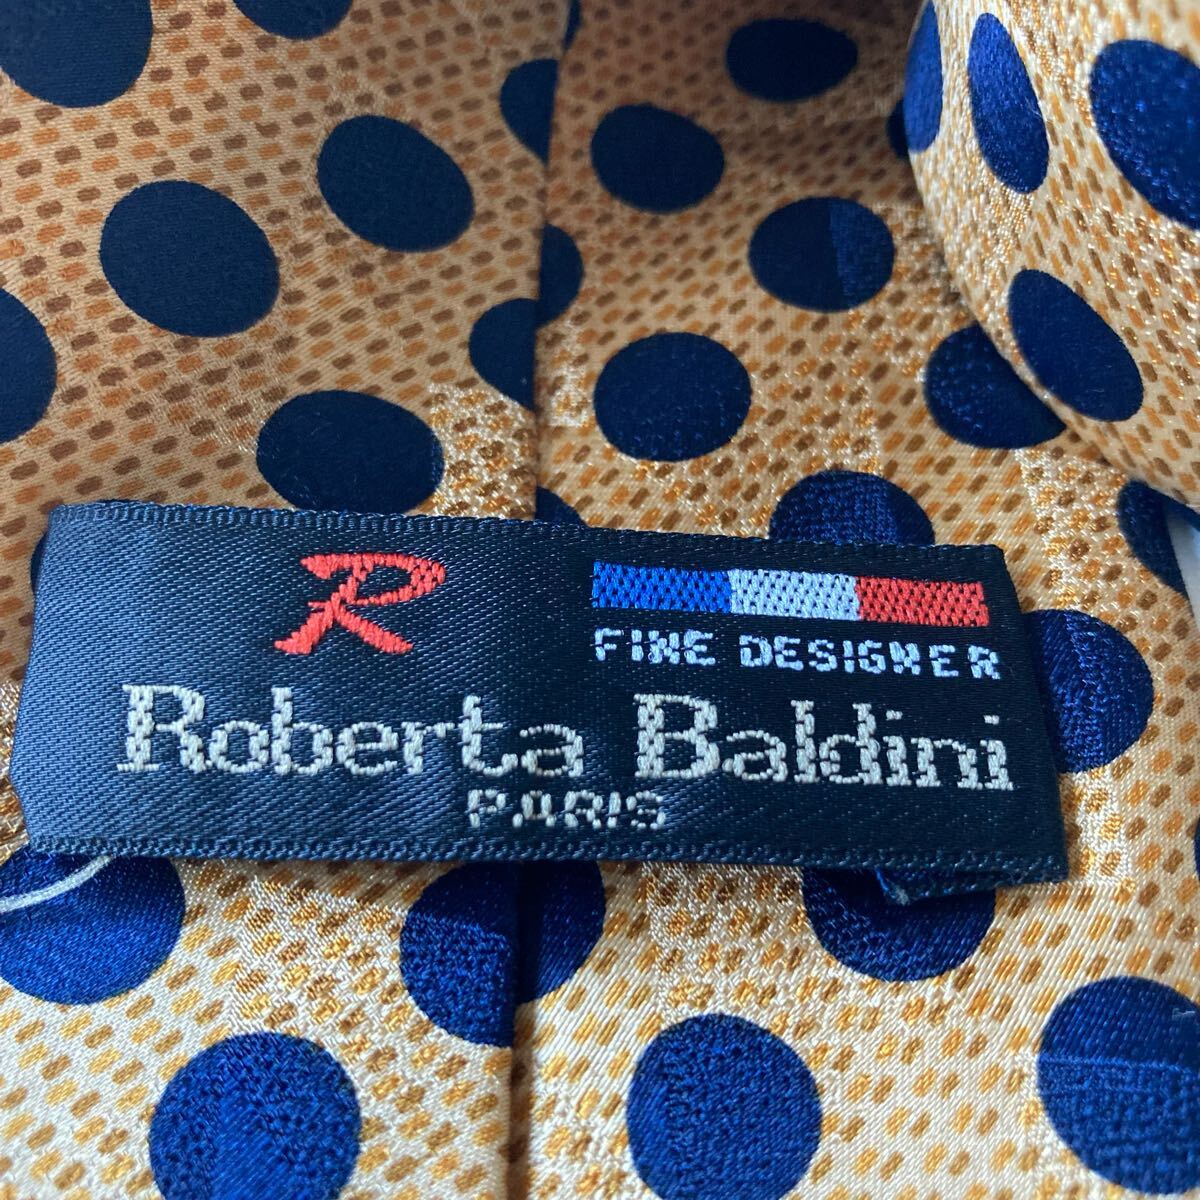 R
FINE DESIGNER
Roberta Baldini
PARIS